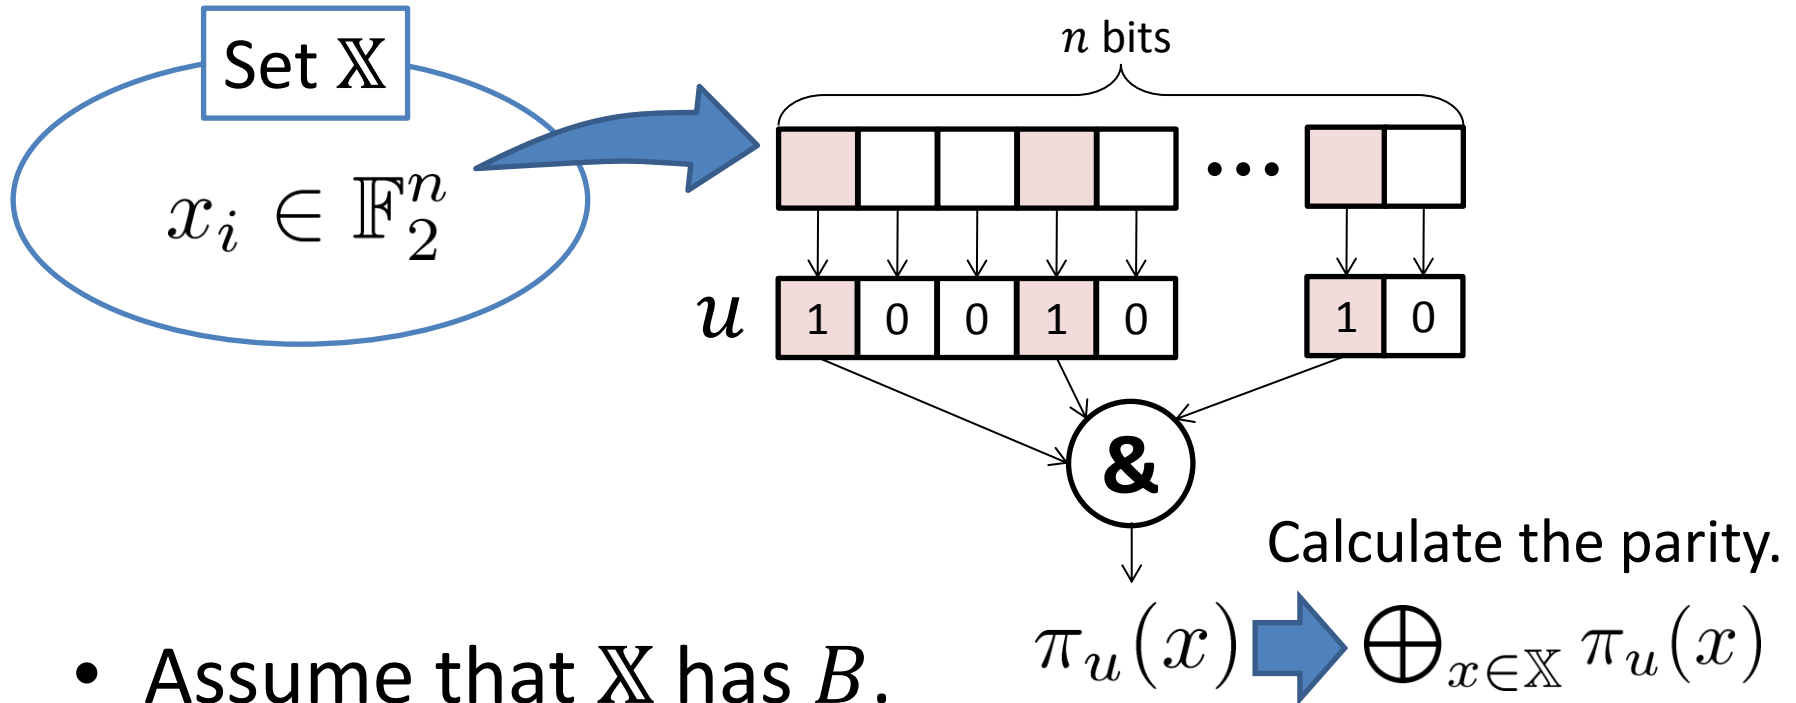 Set 𝕏
x_i ∈ 𝔽_2^n
n bits
•••
u 1 0 0 1 0 1 0
&
Calculate the parity.
π_u(x) ⊕_{x∈𝕏} π_u(x)
• Assume that 𝕏 has B.